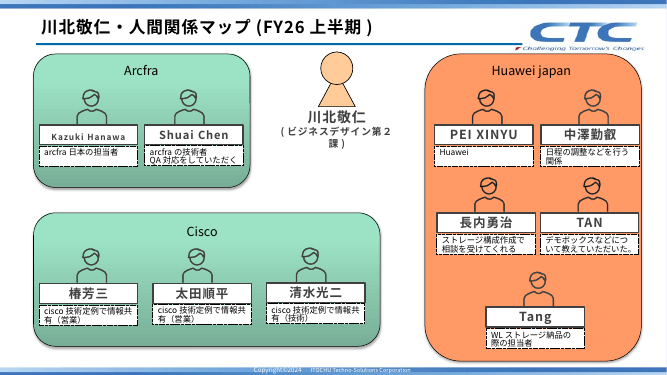 川北敬仁・人間関係マップ (FY26 上半期 )
CTC
Challenging Tomorrow's Changes
Arcfra
Kazuki Hanawa
arcfra 日本の担当者
Shuai Chen
arcfra の技術者
QA 対応をしていただく
川北敬仁
( ビジネスデザイン第２
課 )
Huawei japan
PEI XINYU
Huawei
中澤勤叡
日程の調整などを行う
関係
長内勇治
ストレージ構成作成で
相談を受けてくれる
TAN
デモボックスなどにつ
いて教えていただいた。
Tang
WL ストレージ納品の
際の担当者
Cisco
椿芳三
cisco 技術定例で情報共
有（営業）
太田順平
cisco 技術定例で情報共
有（営業）
清水光二
cisco 技術定例で情報共
有（技術）
Copyright©2024 ITOCHU Techno-Solutions Corporation